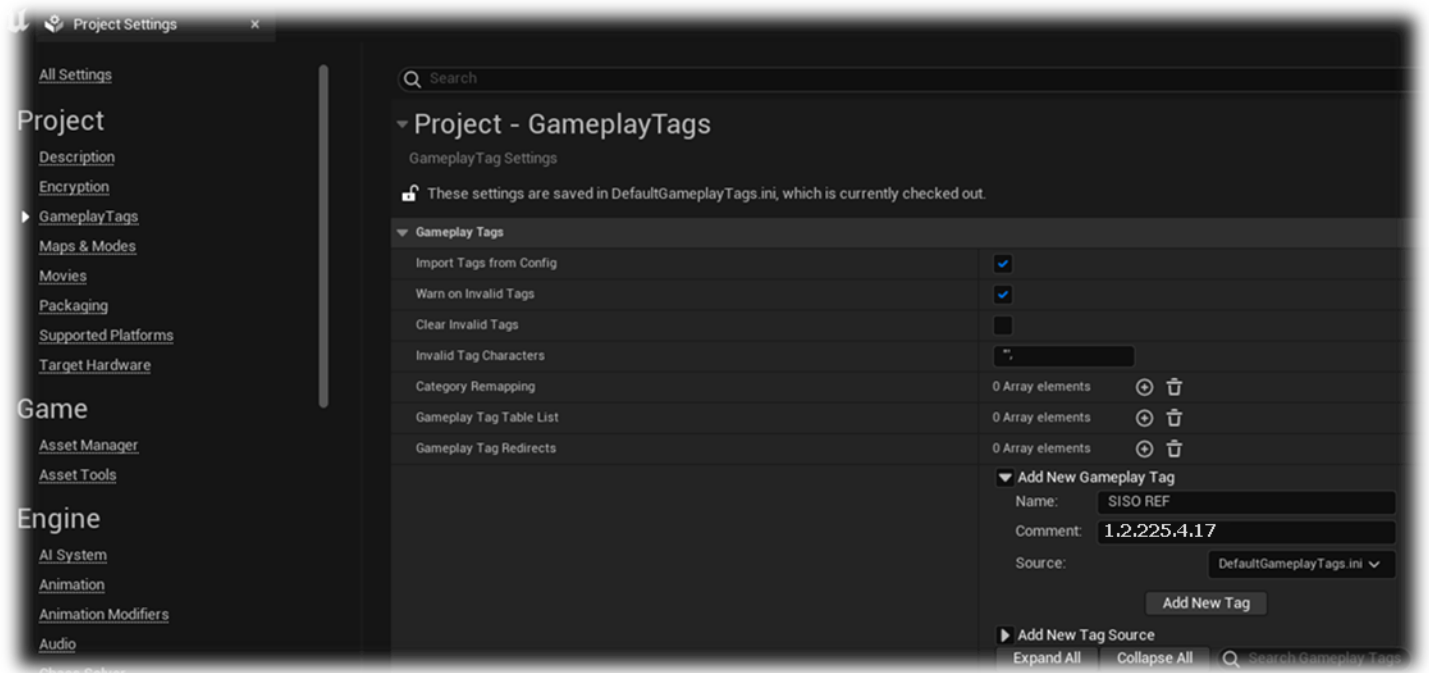 Project Settings ×
All Settings
Project
Description
Encryption
GameplayTags
Maps & Modes
Movies
Packaging
Supported Platforms
Target Hardware
Game
Asset Manager
Asset Tools
Engine
AI System
Animation
Animation Modifiers
Audio
Chaos Solver
Search
Project - GameplayTags
GameplayTag Settings
These settings are saved in DefaultGameplayTags.ini, which is currently checked out.
Gameplay Tags
Import Tags from Config
Warn on Invalid Tags
Clear Invalid Tags
Invalid Tag Characters "',
Category Remapping 0 Array elements
Gameplay Tag Table List 0 Array elements
Gameplay Tag Redirects 0 Array elements
Add New Gameplay Tag
Name: SISO REF
Comment: 1.2.225.4.17
Source: DefaultGameplayTags.ini
Add New Tag
Add New Tag Source
Expand All Collapse All Search Gameplay Tags